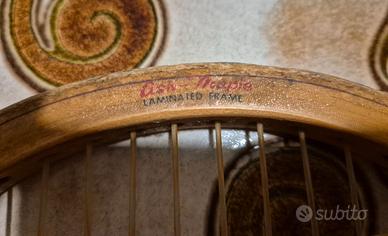 Ash-Maple
LAMINATED FRAME
subito